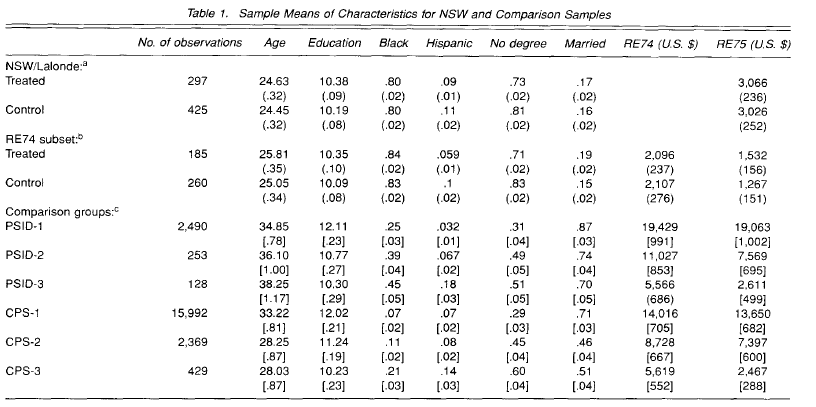 Table 1. Sample Means of Characteristics for NSW and Comparison Samples
No. of observations Age Education Black Hispanic No degree Married RE74 (U.S. $) RE75 (U.S. $)
NSW/Lalonde:a
Treated 297 24.63 10.38 .80 .09 .73 .17 3,066
(.32) (.09) (.02) (.01) (.02) (.02) (236)
Control 425 24.45 10.19 .80 .11 .81 .16 3,026
(.32) (.08) (.02) (.02) (.02) (.02) (252)
RE74 subset:b
Treated 185 25.81 10.35 .84 .059 .71 .19 2,096 1,532
(.35) (.10) (.02) (.01) (.02) (.02) (237) (156)
Control 260 25.05 10.09 .83 .1 .83 .15 2,107 1,267
(.34) (.08) (.02) (.02) (.02) (.02) (276) (151)
Comparison groups:c
PSID-1 2,490 34.85 12.11 .25 .032 .31 .87 19,429 19,063
[.78] [.23] [.03] [.01] [.04] [.03] [991] [1,002]
PSID-2 253 36.10 10.77 .39 .067 .49 .74 11,027 7,569
[1.00] [.27] [.04] [.02] [.05] [.04] [853] [695]
PSID-3 128 38.25 10.30 .45 .18 .51 .70 5,566 2,611
[1.17] [.29] [.05] [.03] [.05] [.05] (686) [499]
CPS-1 15,992 33.22 12.02 .07 .07 .29 .71 14,016 13,650
[.81] [.21] [.02] [.02] [.03] [.03] [705] [682]
CPS-2 2,369 28.25 11.24 .11 .08 .45 .46 8,728 7,397
[.87] [.19] [.02] [.02] [.04] [.04] [667] [600]
CPS-3 429 28.03 10.23 .21 .14 .60 .51 5,619 2,467
[.87] [.23] [.03] [.03] [.04] [.04] [552] [288]